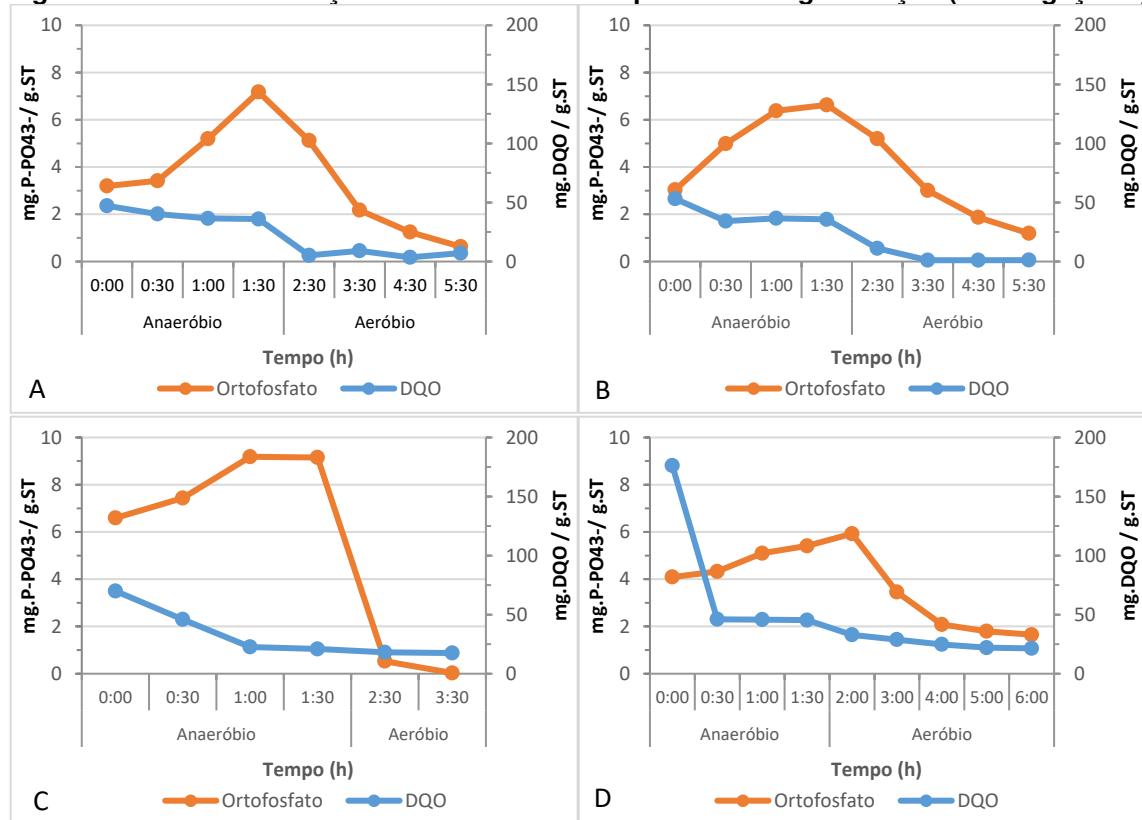 10
8
6
4
2
0
200
150
100
50
0
mg.P-PO43-/ g.ST
mg.DQO / g.ST
0:00 0:30 1:00 1:30 2:30 3:30 4:30 5:30
Anaeróbio Aeróbio
Tempo (h)
Ortofosfato DQO
A
10
8
6
4
2
0
200
150
100
50
0
mg.P-PO43-/ g.ST
mg.DQO / g.ST
0:00 0:30 1:00 1:30 2:30 3:30 4:30 5:30
Anaeróbio Aeróbio
Tempo (h)
Ortofosfato DQO
B
10
8
6
4
2
0
200
150
100
50
0
mg.P-PO43-/ g.ST
mg.DQO / g.ST
0:00 0:30 1:00 1:30 2:30 3:30
Anaeróbio Aeróbio
Tempo (h)
Ortofosfato DQO
C
10
8
6
4
2
0
200
150
100
50
0
mg.P-PO43-/ g.ST
mg.DQO / g.ST
0:00 0:30 1:00 1:30 2:00 3:00 4:00 5:00 6:00
Anaeróbio Aeróbio
Tempo (h)
Ortofosfato DQO
D